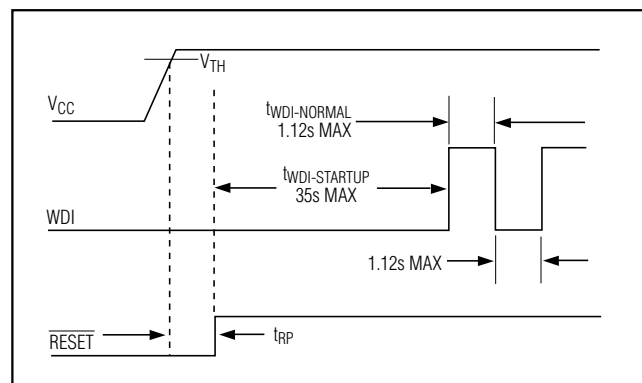 VTH
VCC
tWDI-NORMAL
1.12s MAX
tWDI-STARTUP
35s MAX
WDI
1.12s MAX
RESET
tRP